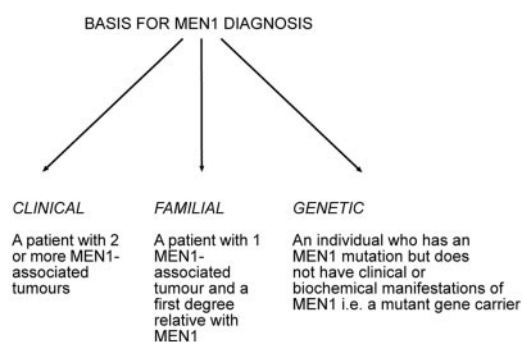 BASIS FOR MEN1 DIAGNOSIS
CLINICAL
A patient with 2
or more MEN1-
associated
tumours
FAMILIAL
A patient with 1
MEN1-
associated
tumour and a
first degree
relative with
MEN1
GENETIC
An individual who has an
MEN1 mutation but does
not have clinical or
biochemical manifestations of
MEN1 i.e. a mutant gene carrier